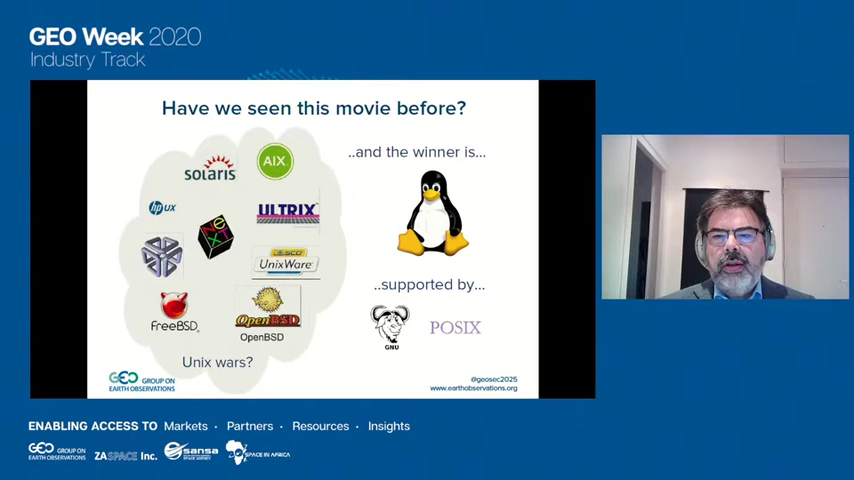 GEO Week 2020
Industry Track
Have we seen this movie before?
solaris
AIX
..and the winner is...
hp UX
NeXT
ULTRIX
SCO
UnixWare
FreeBSD
OpenBSD
OpenBSD
Unix wars?
..supported by...
GNU
POSIX
GEO GROUP ON
EARTH OBSERVATIONS
@geosec2025
www.earthobservations.org
ENABLING ACCESS TO Markets · Partners · Resources · Insights
GEO GROUP ON
EARTH OBSERVATIONS
ZASPACE Inc.
sansa
SPACE IN AFRICA